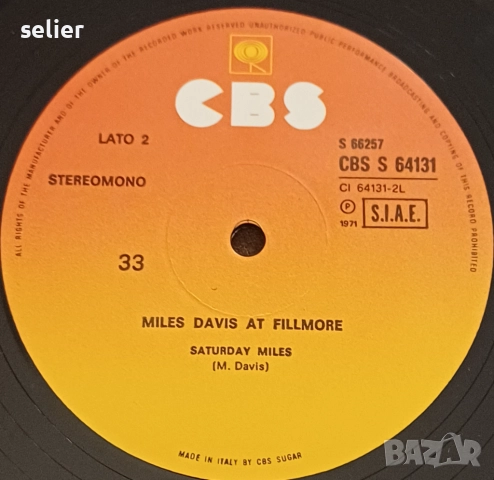 selier
ALL RIGHTS OF THE MANUFACTURER AND OF THE OWNER OF THE RECORDED WORK RESERVED UNAUTHORIZED PUBLIC PERFORMANCE BROADCASTING AND COPYING OF THIS RECORD PROHIBITED
CBS
LATO 2
STEREOMONO
S 66257
CBS S 64131
CI 64131-2L
Ⓟ
1971
S.I.A.E.
33
MILES DAVIS AT FILLMORE
SATURDAY MILES
(M. Davis)
MADE IN ITALY BY CBS SUGAR
BAZAR